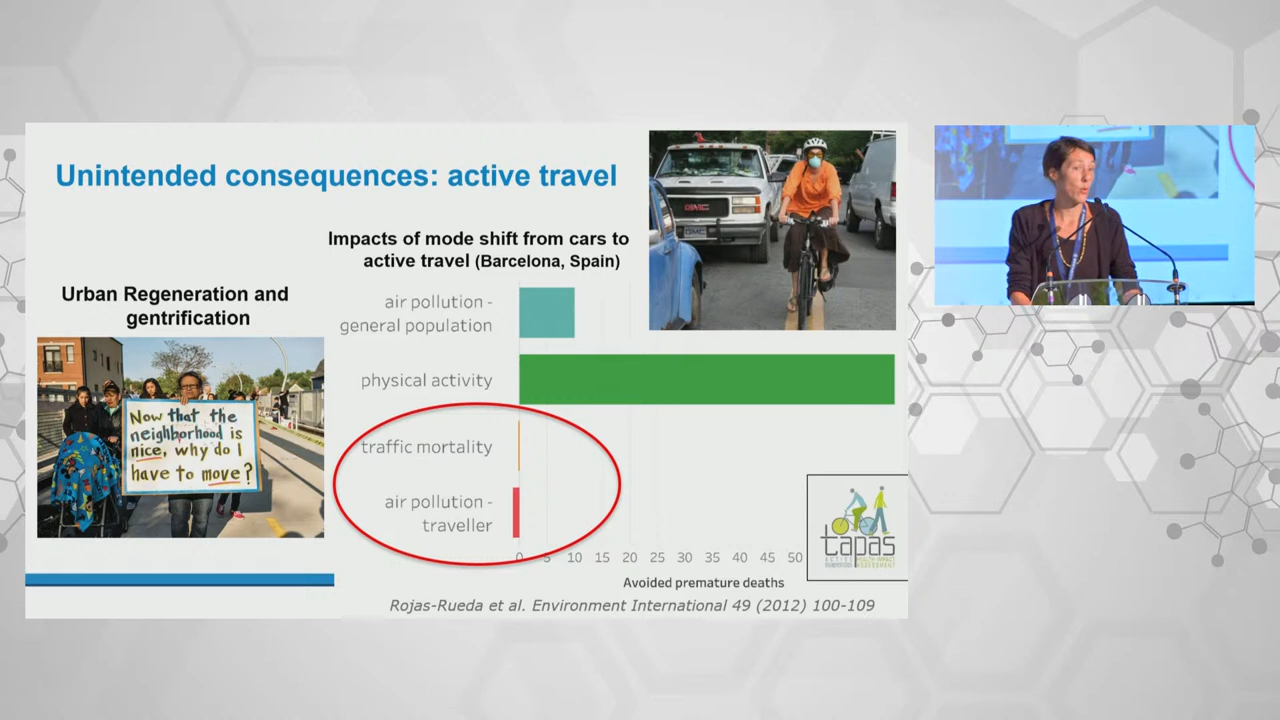 Unintended consequences: active travel
Impacts of mode shift from cars to
active travel (Barcelona, Spain)
Urban Regeneration and
gentrification
Now that the
neighborhood is
nice, why do I
have to move?
GMC
GMC
air pollution -
general population
physical activity
traffic mortality
air pollution -
traveller
0 5 10 15 20 25 30 35 40 45 50
Avoided premature deaths
tapas
Rojas-Rueda et al. Environment International 49 (2012) 100-109